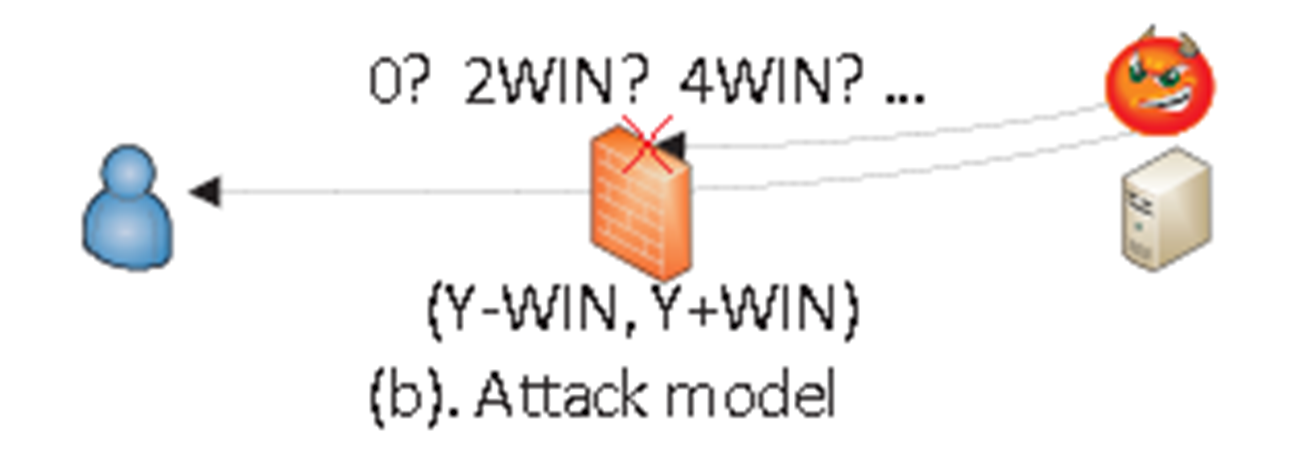 0? 2WIN? 4WIN? ...
(Y-WIN, Y+WIN)
(b). Attack model